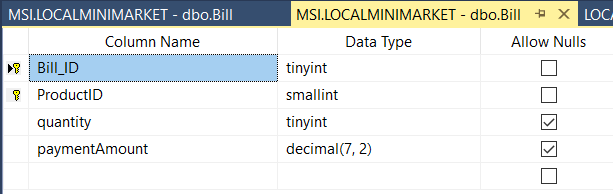 MSI.LOCALMINIMARKET - dbo.Bill MSI.LOCALMINIMARKET - dbo.Bill LOCA
Column Name Data Type Allow Nulls
Bill_ID tinyint
ProductID smallint
quantity tinyint
paymentAmount decimal(7, 2)